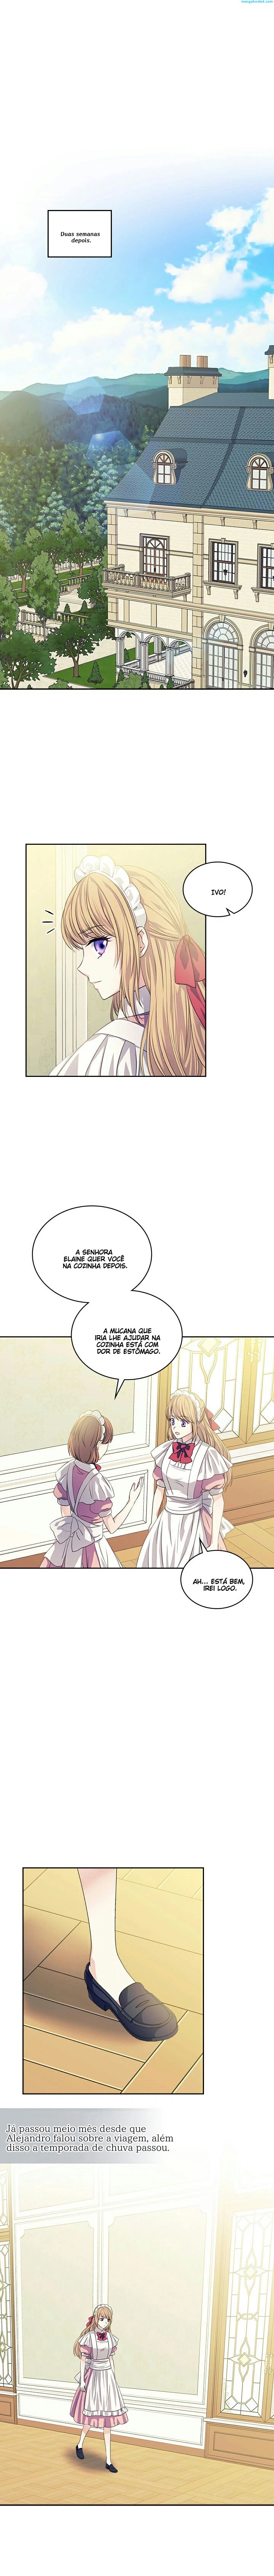 Duas semanas
depois.
IVO!
A SENHORA
ELAINE QUER VOCÊ
NA COZINHA DEPOIS.
A MUCANA QUE
IRIA LHE AJUDAR NA
COZINHA ESTÁ COM
DOR DE ESTÔMAGO.
AH... ESTÁ BEM,
IREI LOGO.
Já passou meio mês desde que
Alejandro falou sobre a viagem, além
disso a temporada de chuva passou.